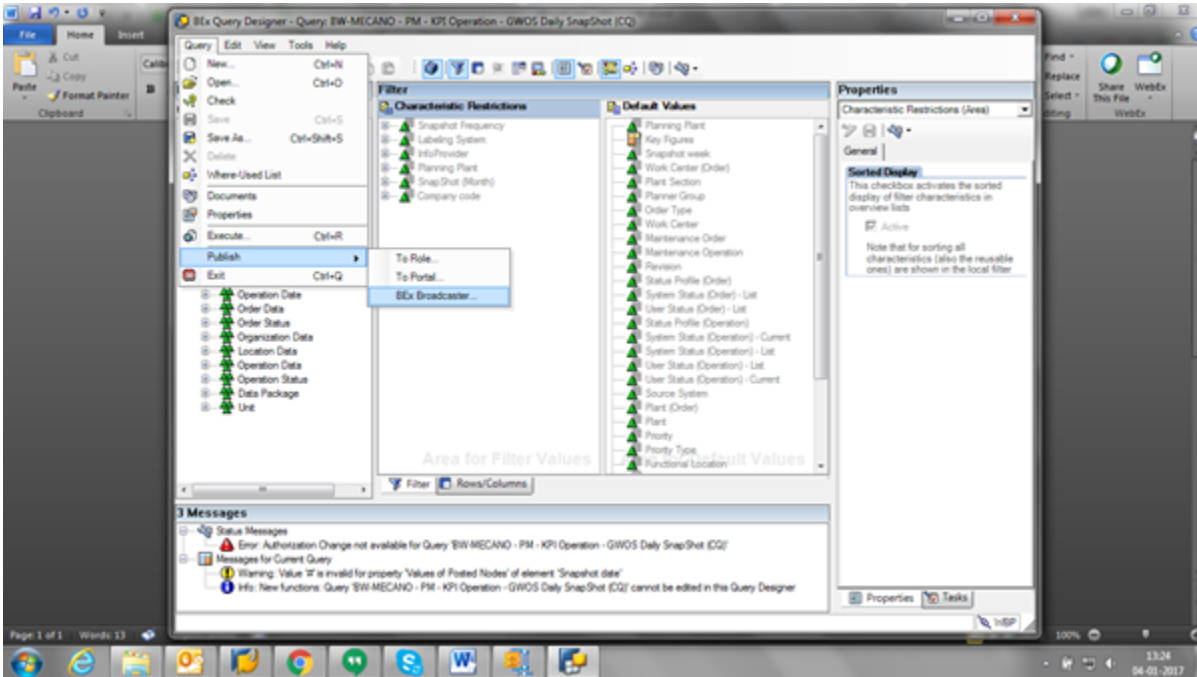 BEx Query Designer - Query: BW-MECANO - PM - KPI Operation - GWOS Daily SnapShot (CQ)
File Home Insert
Query Edit View Tools Help
Cut
Copy
Paste
Format Painter
Clipboard
Calib
B
New... Ctrl+N
Open... Ctrl+O
Check
Save Ctrl+S
Save As... Ctrl+Shift+S
Delete
Where-Used List
Documents
Properties
Execute... Ctrl+R
Publish
Exit Ctrl+Q
To Role...
To Portal...
BEx Broadcaster...
Operation Date
Order Data
Order Status
Organization Data
Location Data
Operation Data
Operation Status
Data Package
Unit
Filter
Characteristic Restrictions
Snapshot Frequency
Labeling System
InfoProvider
Planning Plant
SnapShot (Month)
Company code
Area for Filter Values
Default Values
Planning Plant
Key Figures
Snapshot week
Work Center (Order)
Plant Section
Planner Group
Order Type
Work Center
Maintenance Order
Maintenance Operation
Revision
Status Profile (Order)
System Status (Order) - List
User Status (Order) - List
Status Profile (Operation)
System Status (Operation) - Current
System Status (Operation) - List
User Status (Operation) - List
User Status (Operation) - Current
Source System
Plant (Order)
Plant
Priority
Priority Type
Functional Location
Area for Default Values
Filter Rows/Columns
Properties
Characteristic Restrictions (Area)
General
Sorted Display
This checkbox activates the sorted
display of filter characteristics in
overview lists
Active
Note that for sorting all
characteristics (also the reusable
ones) are shown in the local filter
Properties Tasks
Find
Replace
Select
diting
Share
This File
WebEx
WebEx
3 Messages
Status Messages
Error: Authorization Change not available for Query 'BW-MECANO - PM - KPI Operation - GWOS Daily SnapShot (CQ)'
Messages for Current Query
Warning: Value '#' is invalid for property 'Values of Posted Nodes' of element 'Snapshot date'
Info: New functions: Query 'BW-MECANO - PM - KPI Operation - GWOS Daily SnapShot (CQ)' cannot be edited in this Query Designer
Page: 1 of 1 Words: 13
100%
13:24
04-01-2017